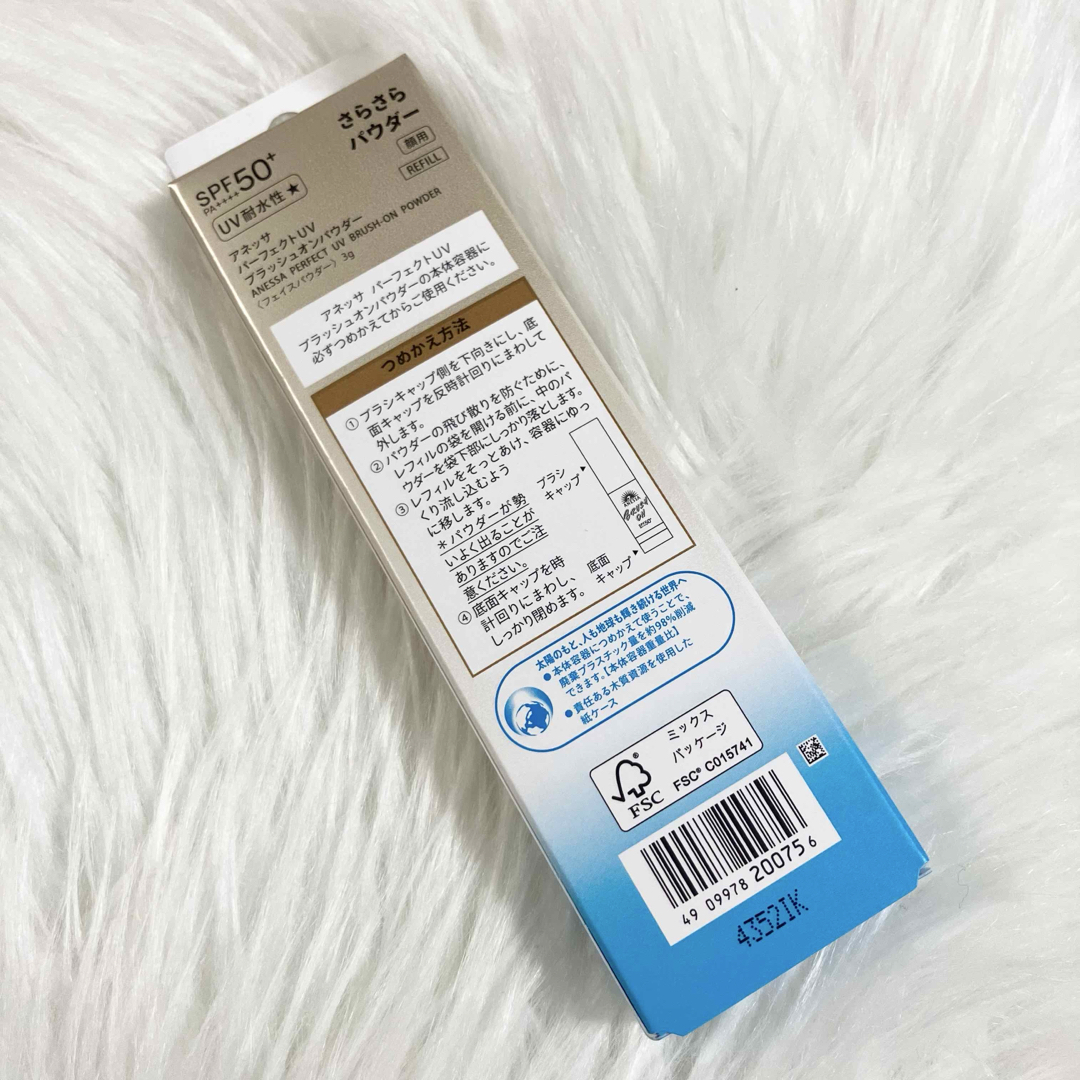 さらさら
パウダー
顔用
REFILL
SPF50+
PA++++
UV耐水性★
アネッサ
パーフェクトUV
ブラッシュオンパウダー
ANESSA PERFECT UV BRUSH-ON POWDER
〈フェイスパウダー〉 3g
アネッサ パーフェクトUV
ブラッシュオンパウダーの本体容器に
必ずつめかえてからご使用ください。
つめかえ方法
① ブラシキャップ側を下向きにし、底
面キャップを反時計回りにまわして
外します。
② パウダーの飛び散りを防ぐために、
レフィルの袋を開ける前に、中のパ
ウダーを袋下部にしっかり落とします。
③ レフィルをそっとあけ、容器にゆっ
くり流し込むよう
に移します。
＊パウダーが勢
いよく出ることが
ありますのでご注
意ください。
④ 底面キャップを時
計回りにまわし、
しっかり閉めます。
ブラシ
キャップ
底面
キャップ
太陽のもと、人も地球も輝き続ける世界へ
●本体容器につめかえて使うことで、
廃棄プラスチック量を約98%削減
できます。【本体容器重量比】
●責任ある木質資源を使用した
紙ケース
FSC
ミックス
パッケージ
FSC® C015741
4909978200756
4352IK